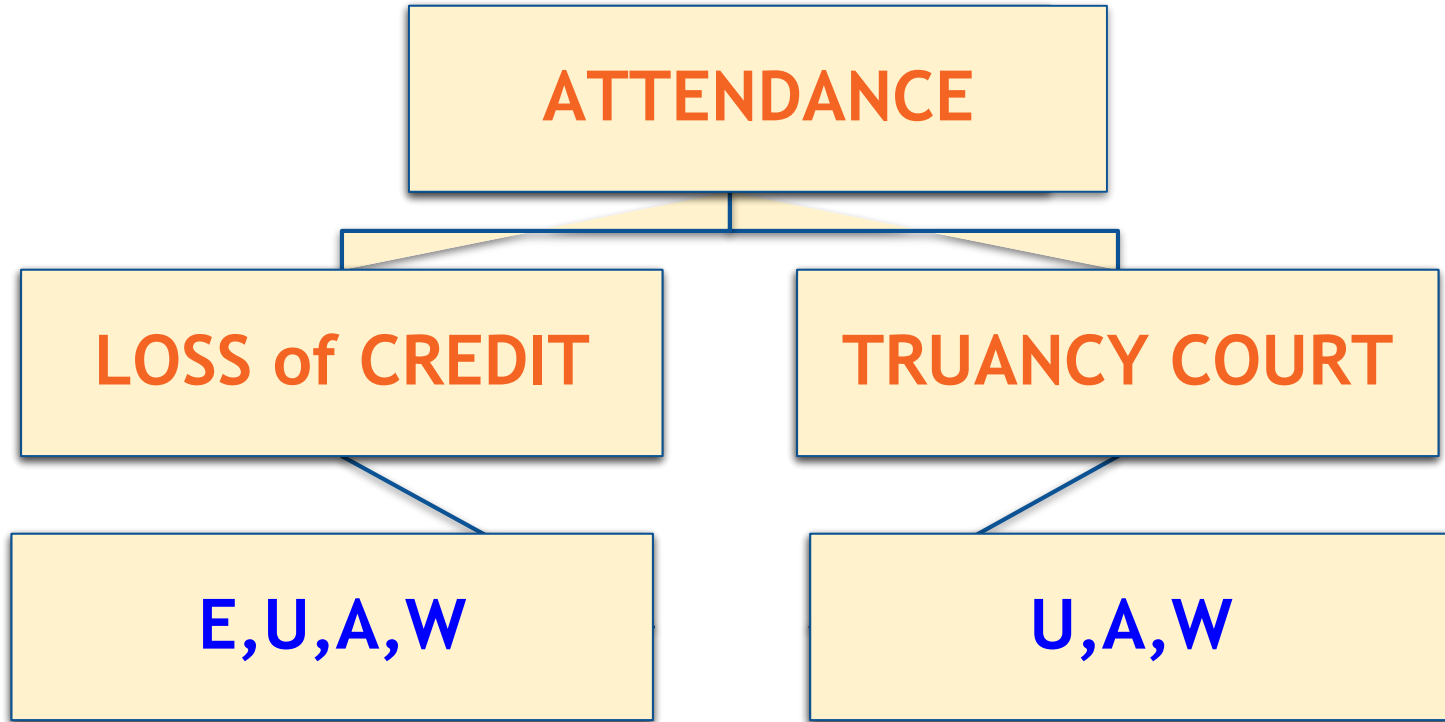 ATTENDANCE
LOSS of CREDIT
TRUANCY COURT
E,U,A,W
U,A,W